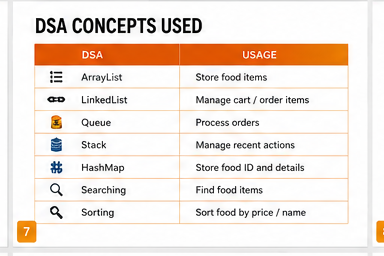 DSA CONCEPTS USED
DSA USAGE
ArrayList Store food items
LinkedList Manage cart / order items
Queue Process orders
Stack Manage recent actions
HashMap Store food ID and details
Searching Find food items
Sorting Sort food by price / name
7